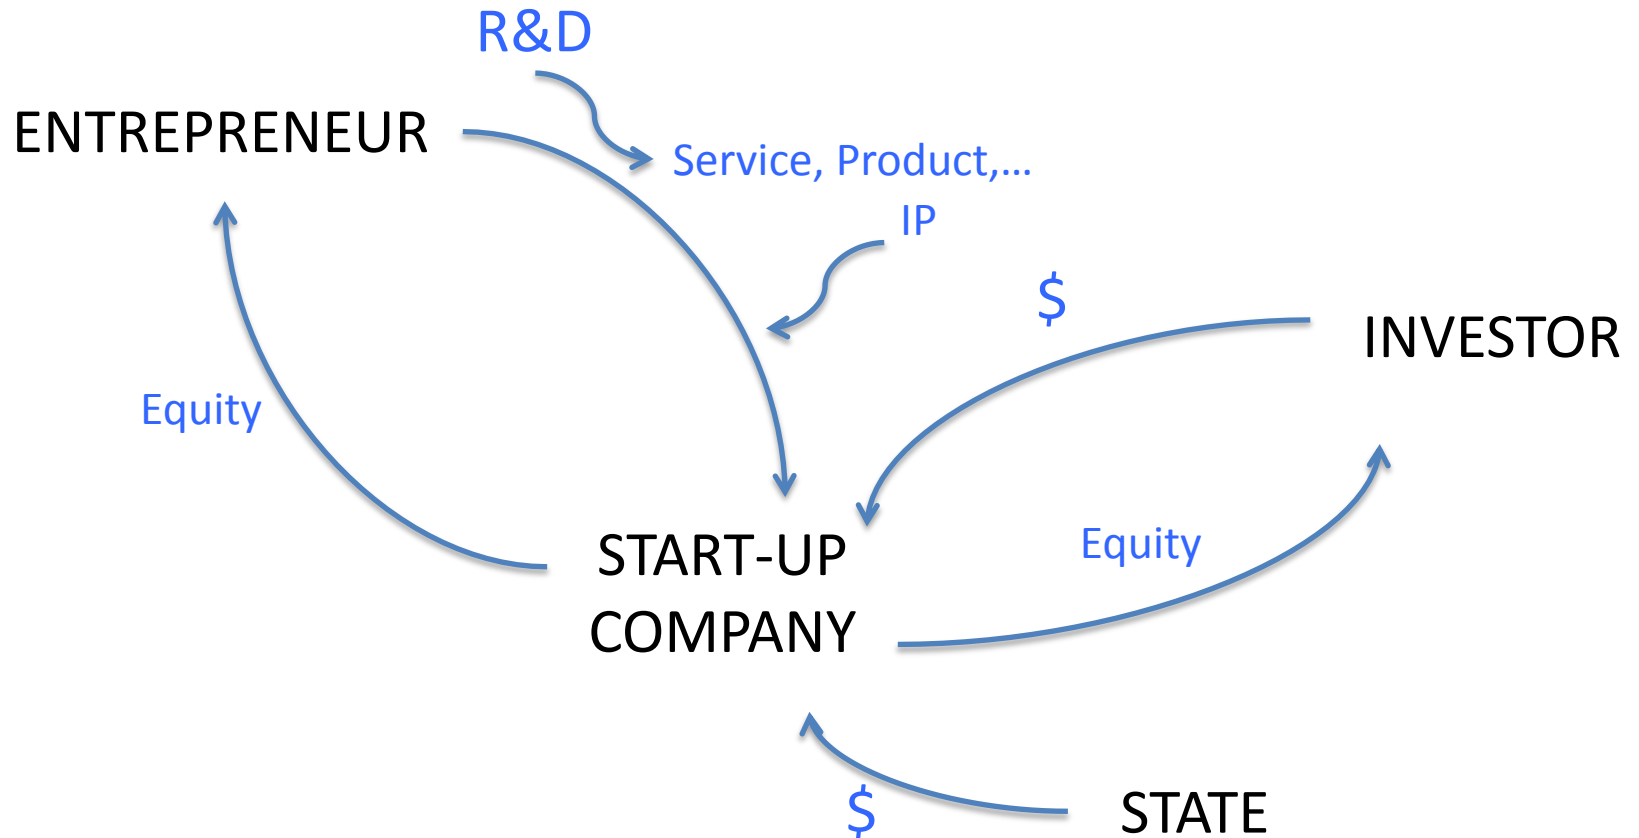 R&D
ENTREPRENEUR
Service, Product,...
IP
$
INVESTOR
Equity
Equity
START-UP
COMPANY
$
STATE